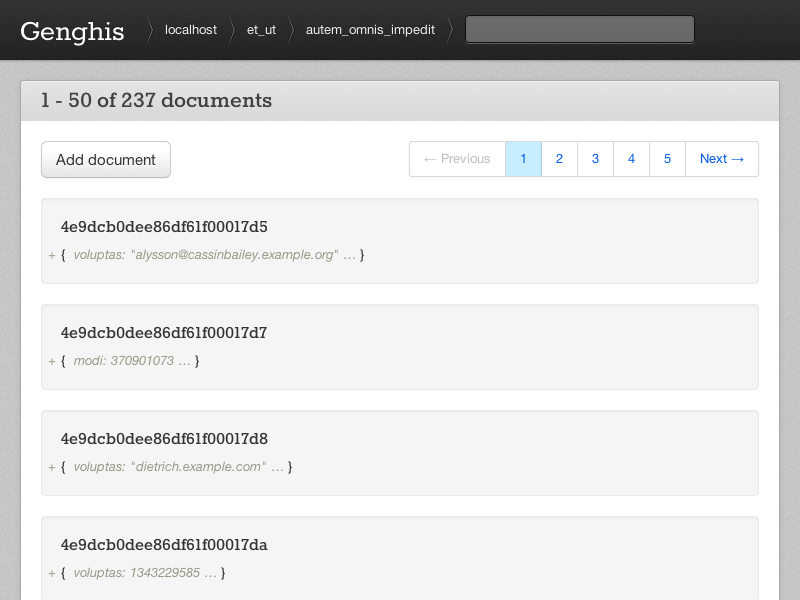 Genghis localhost et_ut autem_omnis_impedit
1 - 50 of 237 documents
Add document ← Previous 1 2 3 4 5 Next →
4e9dcb0dee86df61f00017d5
+ { voluptas: "alysson@cassinbailey.example.org" … }
4e9dcb0dee86df61f00017d7
+ { modi: 370901073 … }
4e9dcb0dee86df61f00017d8
+ { voluptas: "dietrich.example.com" … }
4e9dcb0dee86df61f00017da
+ { voluptas: 1343229585 … }